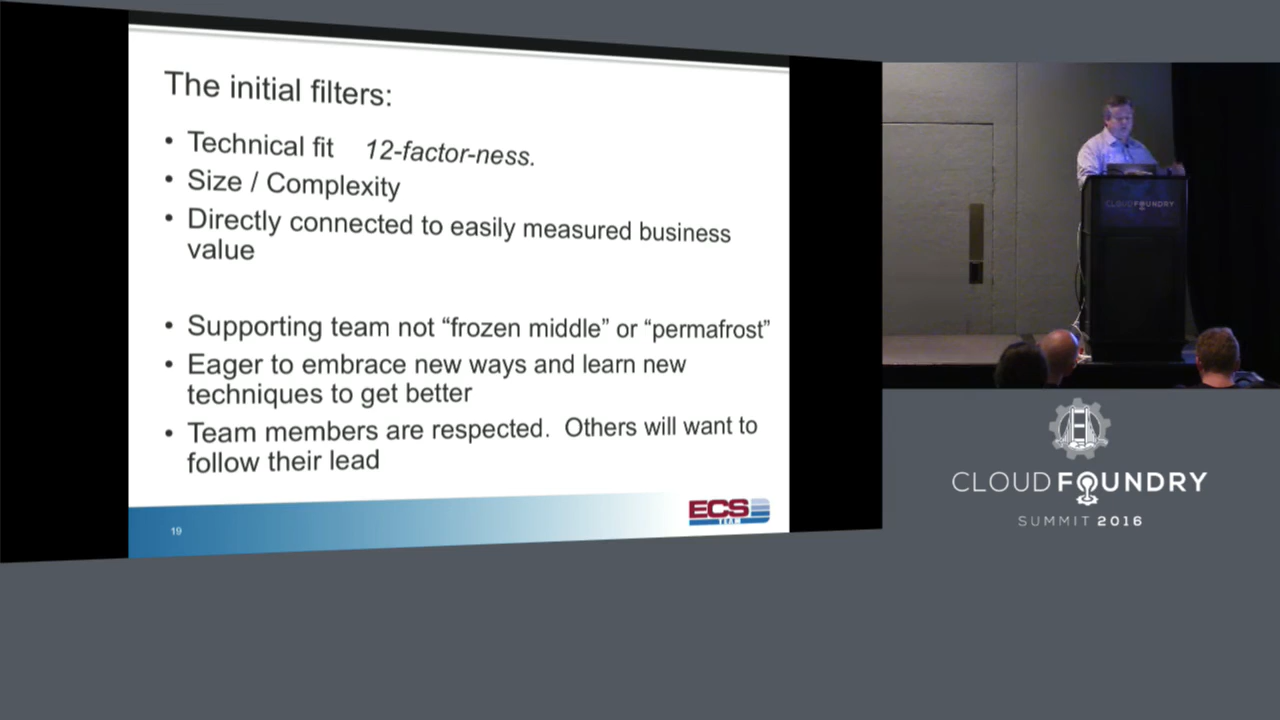 The initial filters:
• Technical fit 12-factor-ness.
• Size / Complexity
• Directly connected to easily measured business
value
• Supporting team not “frozen middle” or “permafrost”
• Eager to embrace new ways and learn new
techniques to get better
• Team members are respected. Others will want to
follow their lead
19
ECS
TEAM
CLOUDFOUNDRY
CLOUDFOUNDRY
SUMMIT 2016